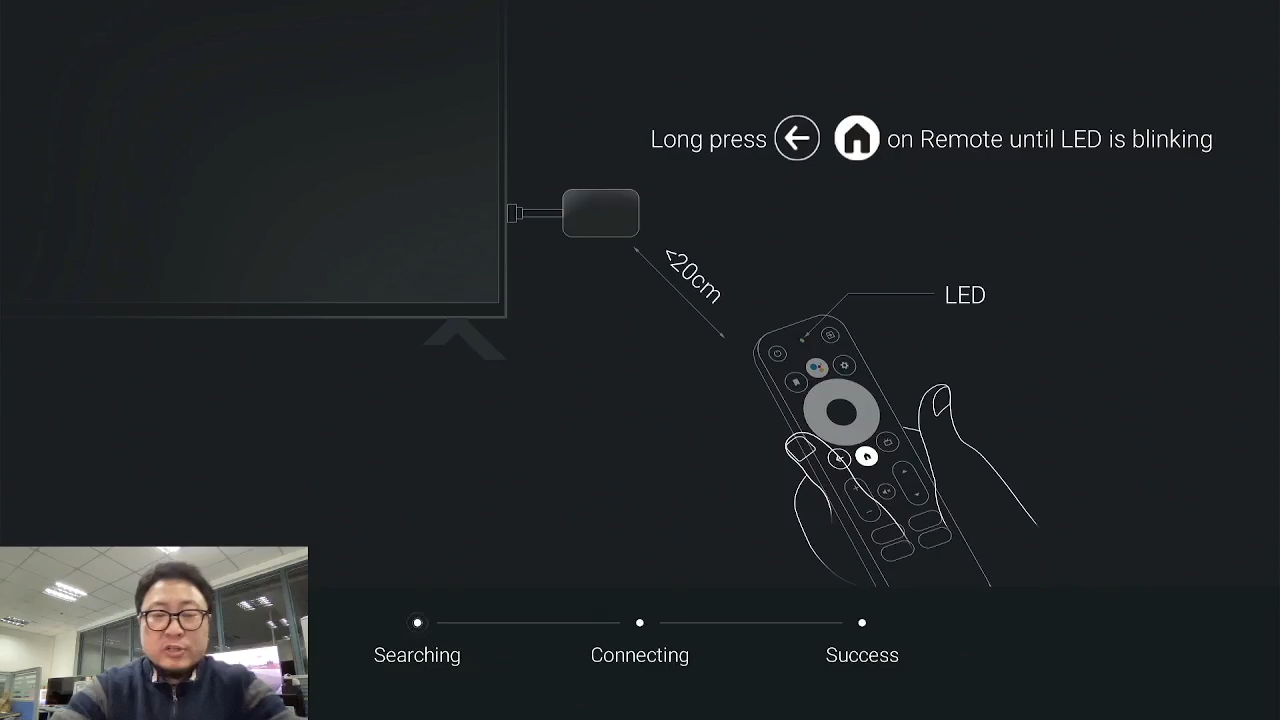 Long press on Remote until LED is blinking
<20cm
LED
Searching
Connecting
Success